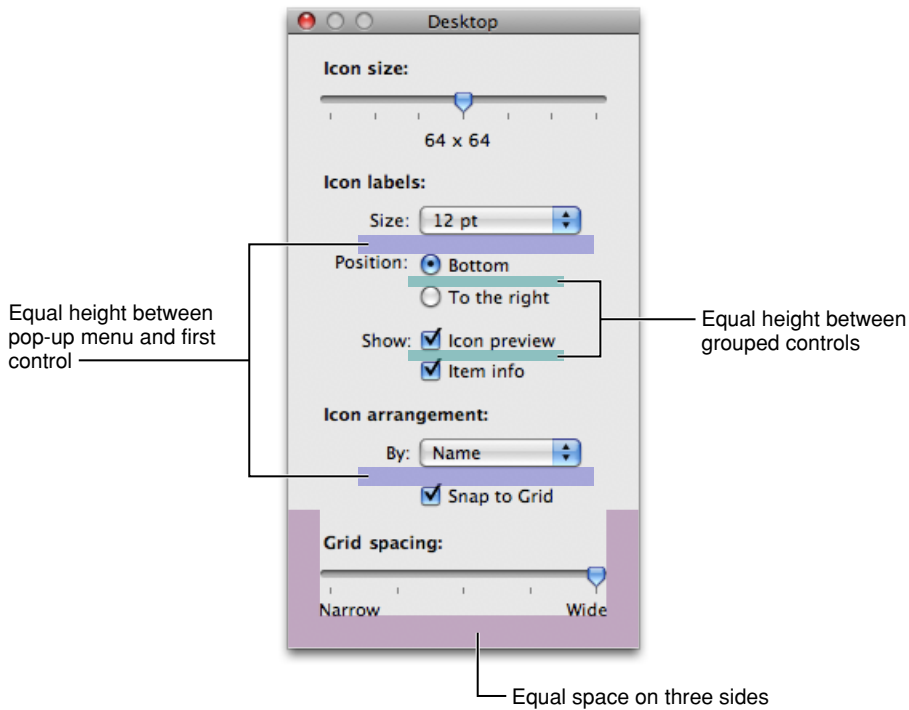 Desktop
Icon size:
64 x 64
Icon labels:
Size: 12 pt
Position: Bottom
To the right
Show: Icon preview
Item info
Icon arrangement:
By: Name
Snap to Grid
Grid spacing:
Narrow Wide
Equal height between
pop-up menu and first
control
Equal height between
grouped controls
Equal space on three sides